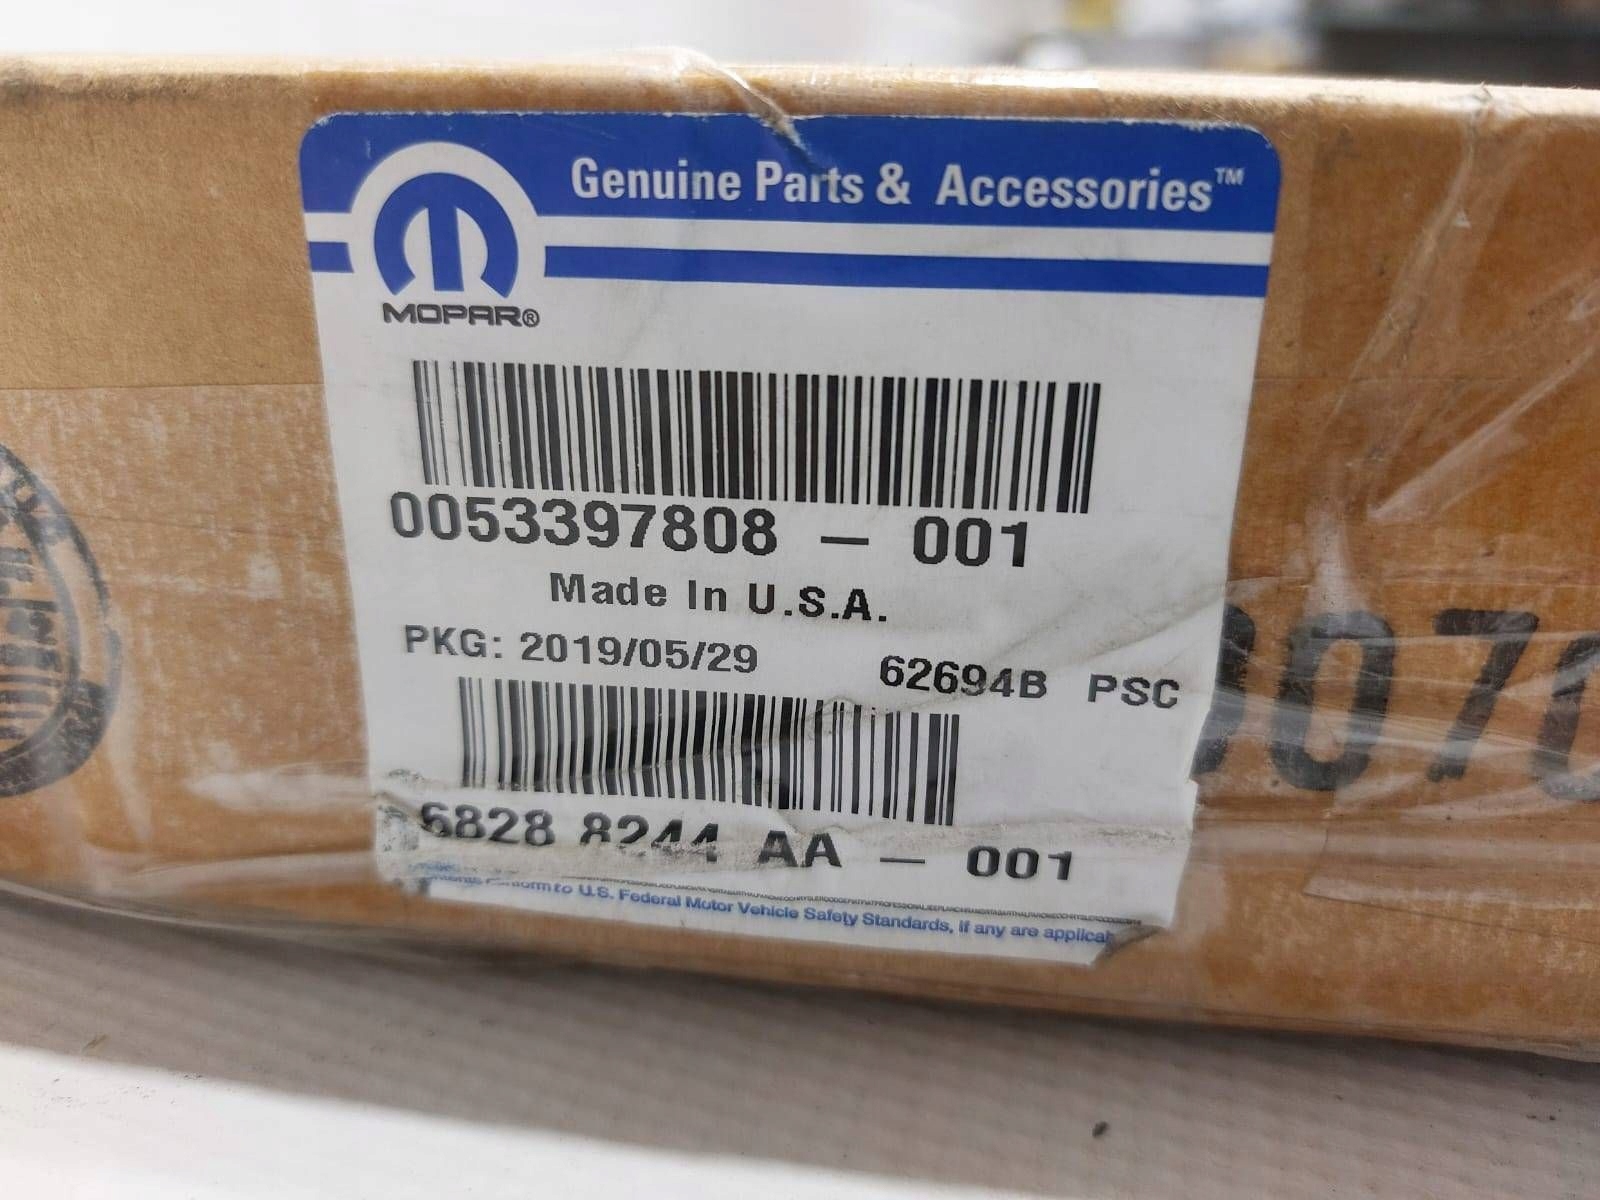 Genuine Parts & Accessories™
MOPAR®
0053397808 — 001
Made In U.S.A.
PKG: 2019/05/29 62694B PSC
6828 8244 AA — 001
conform to U.S. Federal Motor Vehicle Safety Standards, if any are
070